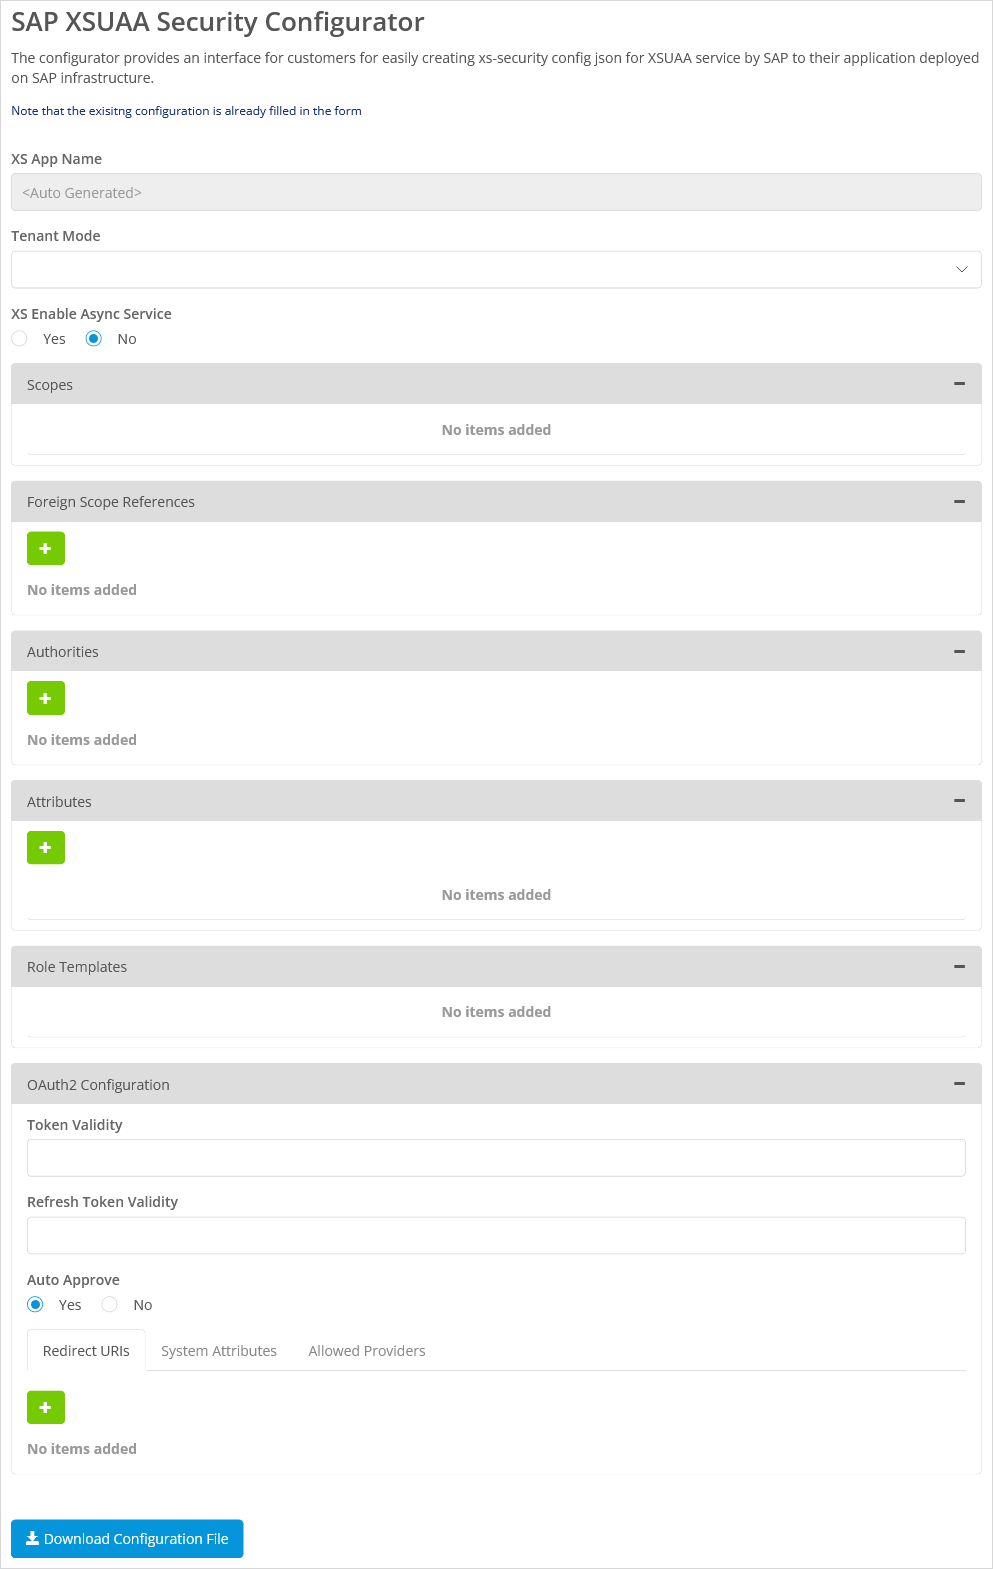 SAP XSUAA Security Configurator
The configurator provides an interface for customers for easily creating xs-security config json for XSUAA service by SAP to their application deployed
on SAP infrastructure.
Note that the exisitng configuration is already filled in the form
XS App Name
<Auto Generated>
Tenant Mode
XS Enable Async Service
Yes No
Scopes
No items added
Foreign Scope References
No items added
Authorities
No items added
Attributes
No items added
Role Templates
No items added
OAuth2 Configuration
Token Validity
Refresh Token Validity
Auto Approve
Yes No
Redirect URIs System Attributes Allowed Providers
No items added
Download Configuration File